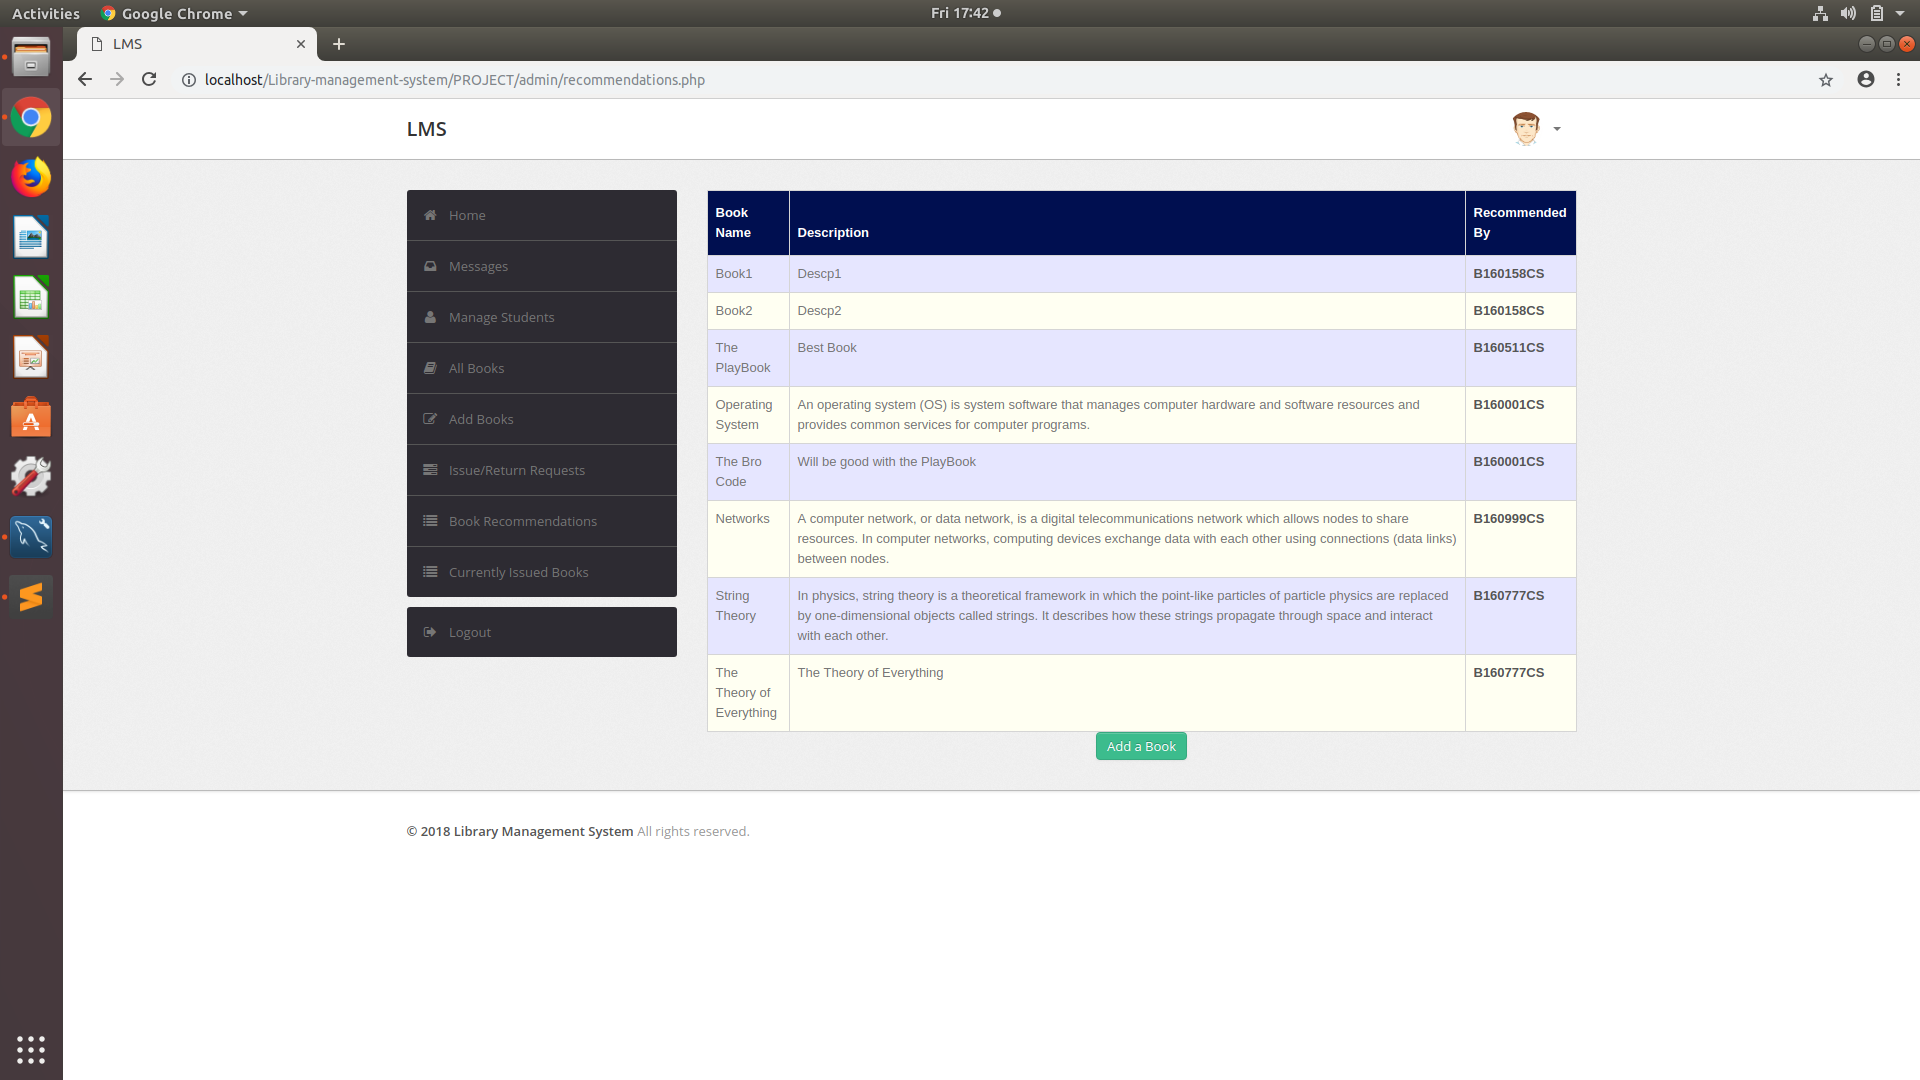 Activities
Google Chrome
Fri 17:42
LMS
localhost/Library-management-system/PROJECT/admin/recommendations.php
LMS
Home
Messages
Manage Students
All Books
Add Books
Issue/Return Requests
Book Recommendations
Currently Issued Books
Logout
Book
Name
Description
Recommended
By
Book1
Descp1
B160158CS
Book2
Descp2
B160158CS
The
PlayBook
Best Book
B160511CS
Operating
System
An operating system (OS) is system software that manages computer hardware and software resources and
provides common services for computer programs.
B160001CS
The Bro
Code
Will be good with the PlayBook
B160001CS
Networks
A computer network, or data network, is a digital telecommunications network which allows nodes to share
resources. In computer networks, computing devices exchange data with each other using connections (data links)
between nodes.
B160999CS
String
Theory
In physics, string theory is a theoretical framework in which the point-like particles of particle physics are replaced
by one-dimensional objects called strings. It describes how these strings propagate through space and interact
with each other.
B160777CS
The
Theory of
Everything
The Theory of Everything
B160777CS
Add a Book
© 2018 Library Management System All rights reserved.